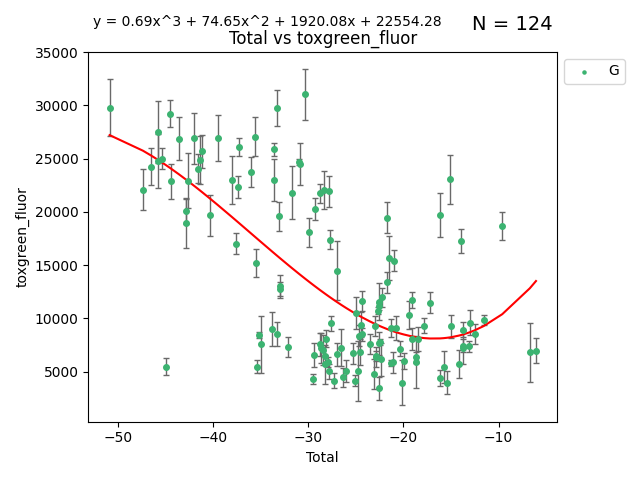 y = 0.69x^3 + 74.65x^2 + 1920.08x + 22554.28
N = 124
Total vs toxgreen_fluor
G
35000
30000
25000
20000
15000
10000
5000
toxgreen_fluor
−50
−40
−30
−20
−10
Total